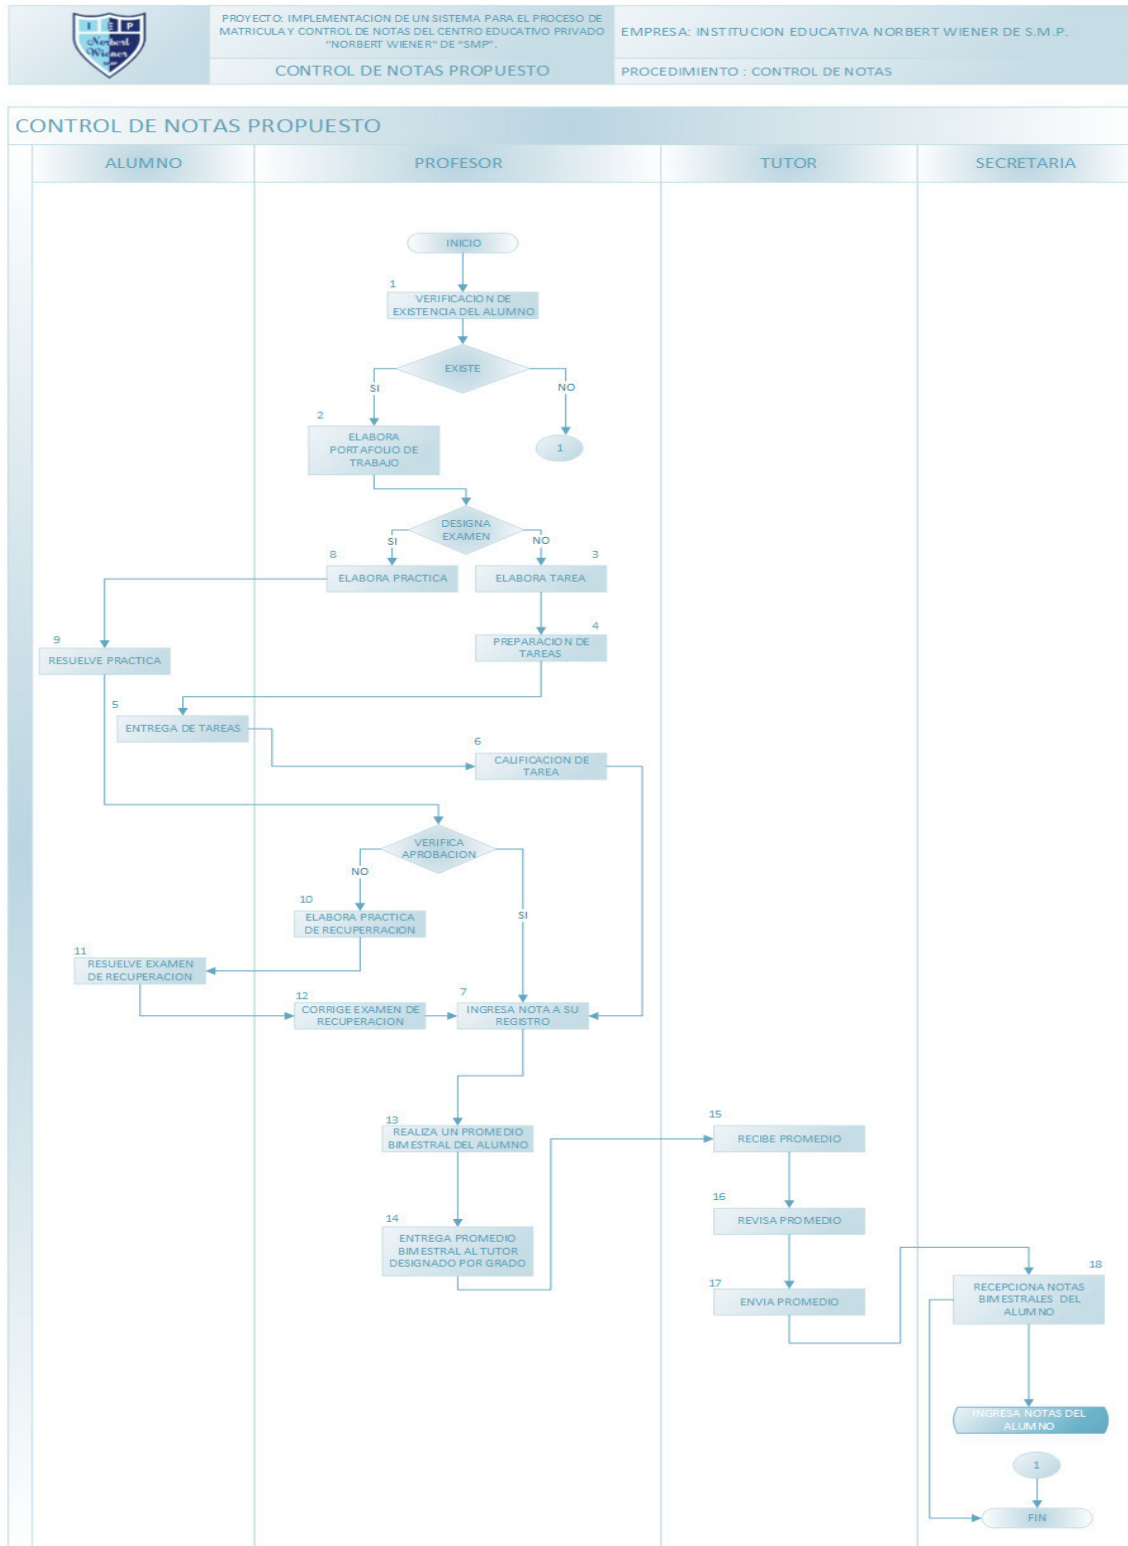 I E P
Norbert
Wiener
PROYECTO: IMPLEMENTACION DE UN SISTEMA PARA EL PROCESO DE
MATRICULA Y CONTROL DE NOTAS DEL CENTRO EDUCATIVO PRIVADO
"NORBERT WIENER" DE "SMP".
EMPRESA: INSTITUCION EDUCATIVA NORBERT WIENER DE S.M.P.
CONTROL DE NOTAS PROPUESTO
PROCEDIMIENTO : CONTROL DE NOTAS
CONTROL DE NOTAS PROPUESTO
ALUMNO
PROFESOR
TUTOR
SECRETARIA
INICIO
1
VERIFICACION DE
EXISTENCIA DEL ALUMNO
EXISTE
SI
NO
2
ELABORA
PORTAFOLIO DE
TRABAJO
1
DESIGNA
EXAMEN
SI
NO
8
ELABORA PRACTICA
3
ELABORA TAREA
4
PREPARACION DE
TAREAS
9
RESUELVE PRACTICA
5
ENTREGA DE TAREAS
6
CALIFICACION DE
TAREA
VERIFICA
APROBACION
NO
SI
10
ELABORA PRACTICA
DE RECUPERRACION
11
RESUELVE EXAMEN
DE RECUPERACION
12
CORRIGE EXAMEN DE
RECUPERACION
7
INGRESA NOTA A SU
REGISTRO
13
REALIZA UN PROMEDIO
BIMESTRAL DEL ALUMNO
15
RECIBE PROMEDIO
14
ENTREGA PROMEDIO
BIMESTRAL AL TUTOR
DESIGNADO POR GRADO
16
REVISA PROMEDIO
17
ENVIA PROMEDIO
18
RECEPCIONA NOTAS
BIMESTRALES DEL
ALUMNO
INGRESA NOTAS DEL
ALUMNO
1
FIN